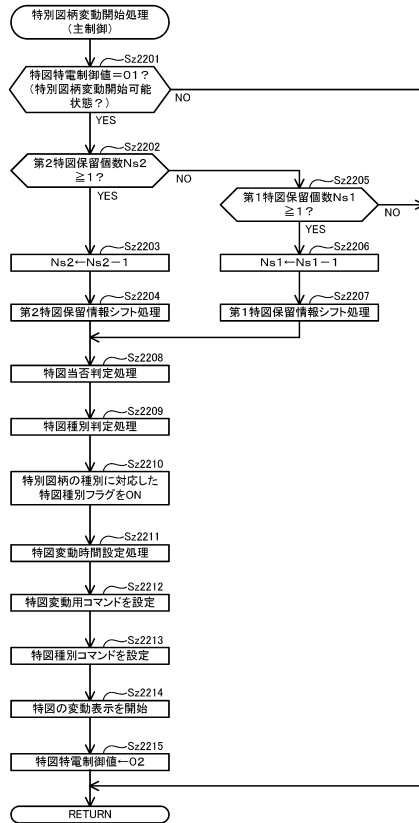 特別図柄変動開始処理
（主制御）
Sz2201
特図特電制御値＝01？
（特別図柄変動開始可能
状態？）
NO
YES
Sz2202
第2特図保留個数Ns2
≧1？
NO
YES
Sz2205
第1特図保留個数Ns1
≧1？
NO
YES
Sz2203
Ns2←Ns2－1
Sz2206
Ns1←Ns1－1
Sz2204
第2特図保留情報シフト処理
Sz2207
第1特図保留情報シフト処理
Sz2208
特図当否判定処理
Sz2209
特図種別判定処理
Sz2210
特別図柄の種別に対応した
特図種別フラグをON
Sz2211
特図変動時間設定処理
Sz2212
特図変動用コマンドを設定
Sz2213
特図種別コマンドを設定
Sz2214
特図の変動表示を開始
Sz2215
特図特電制御値←02
RETURN